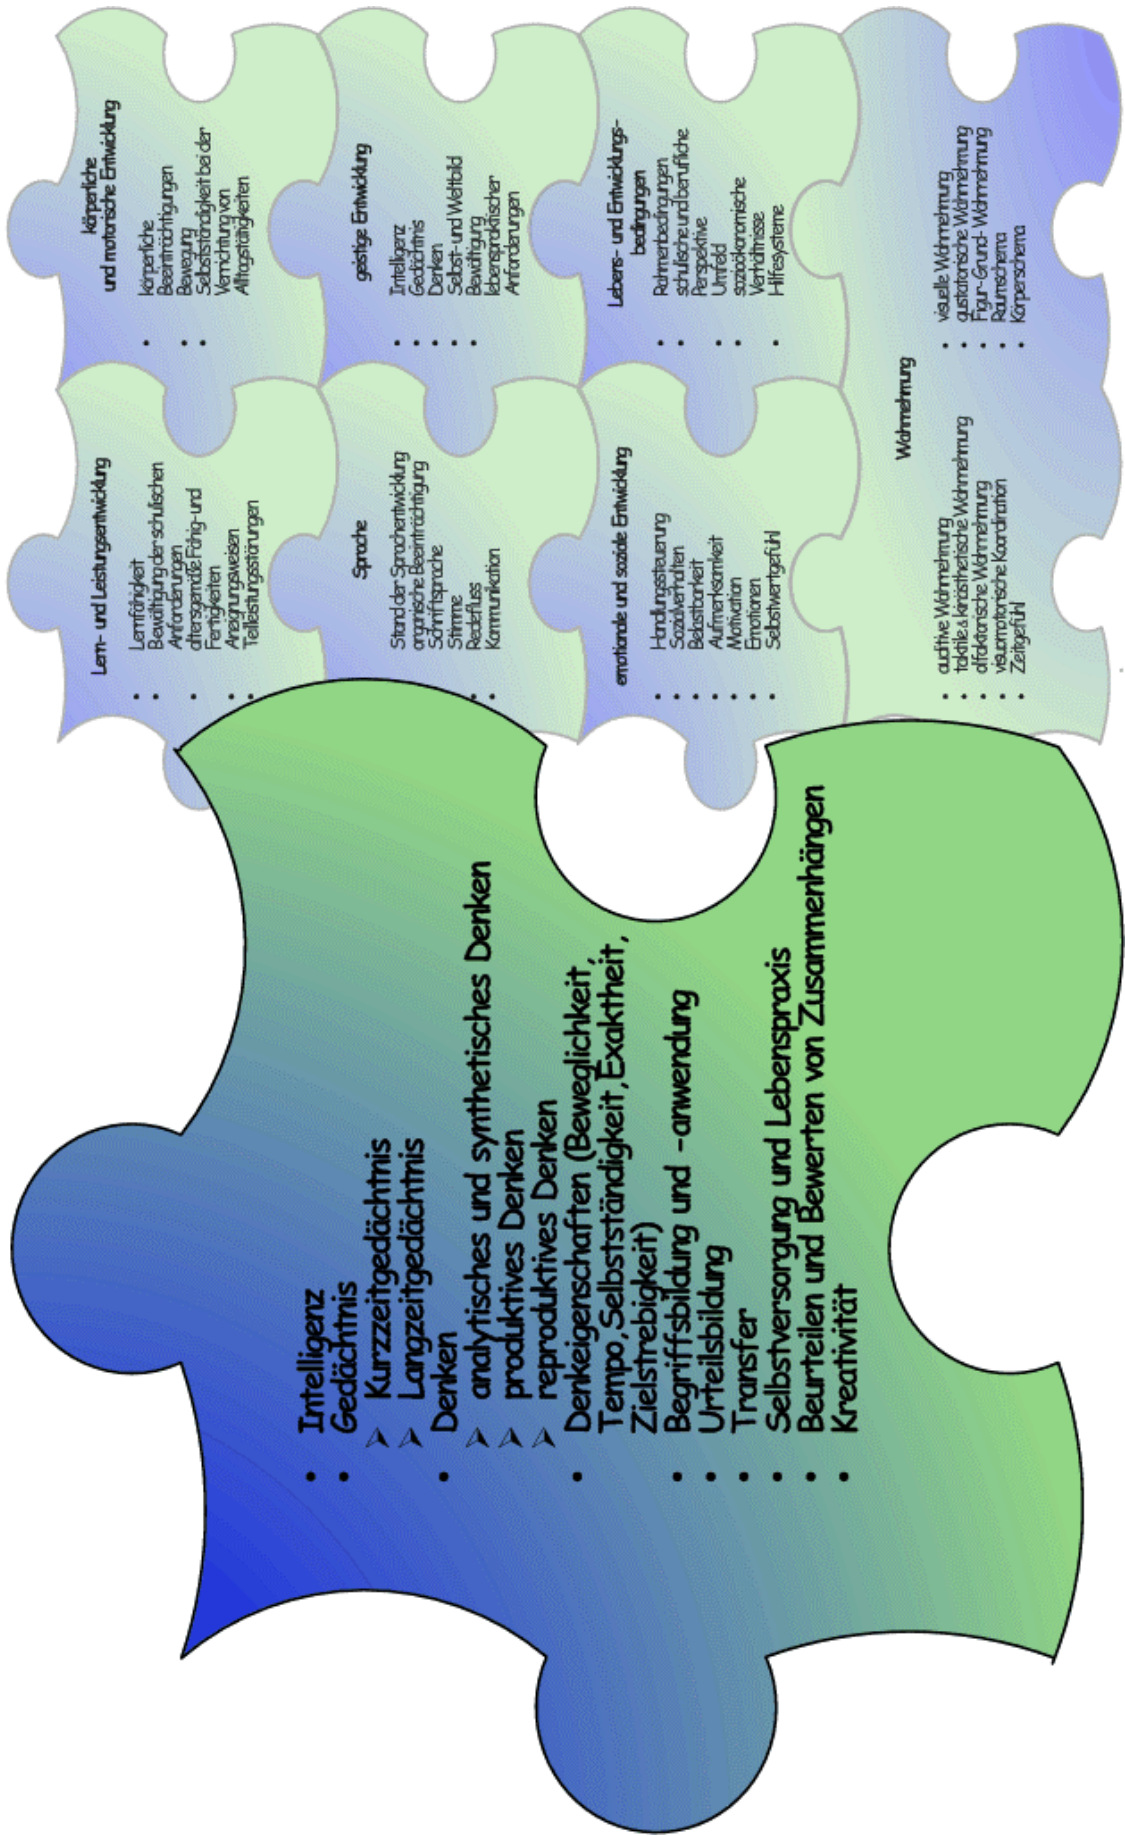 Lern- und Leistungsentwicklung
• Lernfähigkeit
• Bewältigung der schulischen
Anforderungen
• altersgemäße Fähig- und
Fertigkeiten
• Aneignungsweisen
• Teilleistungsstörungen
körperliche
und motorische Entwicklung
• körperliche
Beeinträchtigungen
• Bewegung
• Selbstständigkeit bei der
Verrichtung von
Alltagstätigkeiten
Sprache
Stand der Sprachentwicklung
organische Beeinträchtigung
Schriftsprache
Stimme
• Redefluss
• Kommunikation
geistige Entwicklung
• Intelligenz
• Gedächtnis
• Denken
• Selbst- und Weltbild
• Bewältigung
lebenspraktischer
Anforderungen
emotionale und soziale Entwicklung
• Handlungssteuerung
• Sozialverhalten
• Belastbarkeit
• Aufmerksamkeit
• Motivation
• Emotionen
• Selbstwertgefühl
Lebens- und Entwicklungs-
bedingungen
• Rahmenbedingungen
• schulische und berufliche
Perspektive
• Umfeld
• sozioökonomische
Verhältnisse
• Hilfesysteme
Wahrnehmung
• auditive Wahrnehmung
• taktile & kinästhetische Wahrnehmung
• olfaktorische Wahrnehmung
• visuomotorische Koordination
• Zeitgefühl
• visuelle Wahrnehmung
• gustatorische Wahrnehmung
• Figur-Grund- Wahrnehmung
• Raumschema
• Körperschema
• Intelligenz
• Gedächtnis
➢ Kurzzeitgedächtnis
➢ Langzeitgedächtnis
• Denken
➢ analytisches und synthetisches Denken
➢ produktives Denken
➢ reproduktives Denken
• Denkeigenschaften (Beweglichkeit,
Tempo, Selbstständigkeit, Exaktheit,
Zielstrebigkeit)
• Begriffsbildung und -anwendung
• Urteilsbildung
• Transfer
• Selbstversorgung und Lebenspraxis
• Beurteilen und Bewerten von Zusammenhängen
• Kreativität